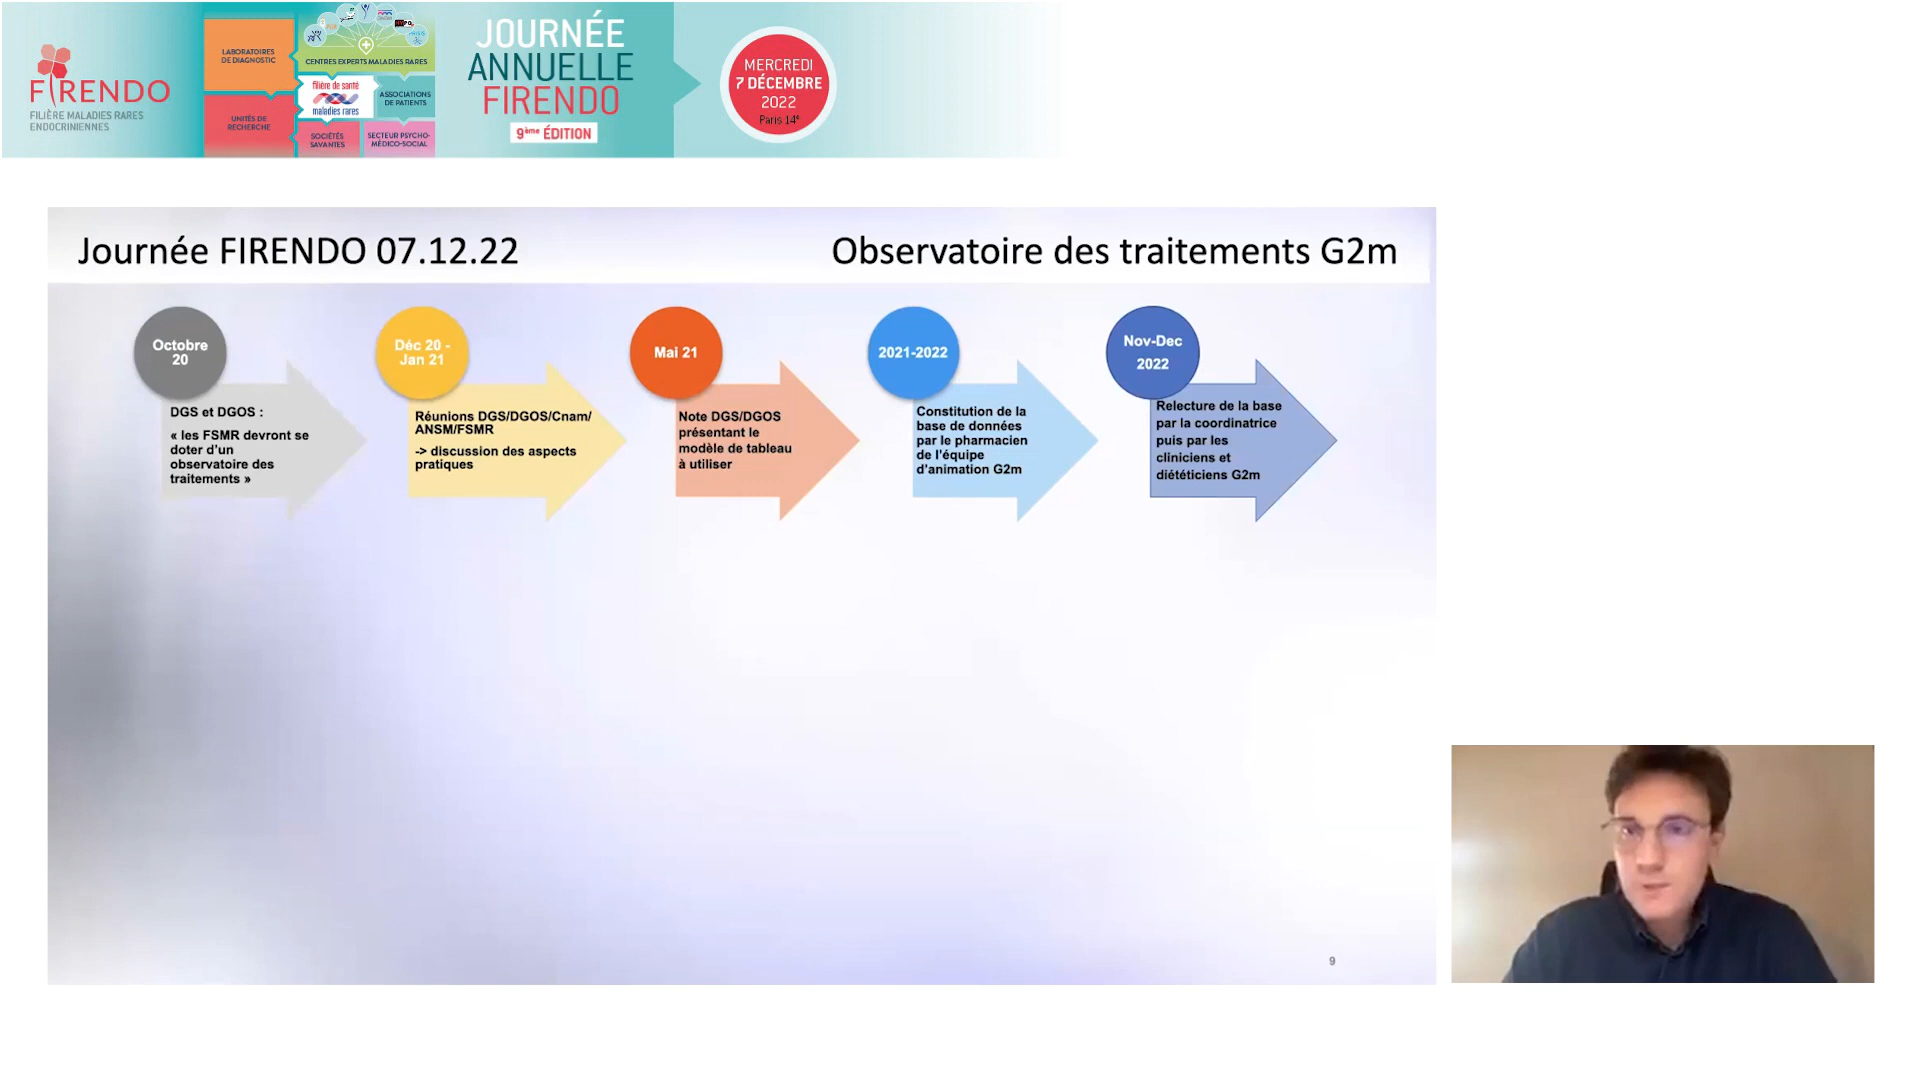 FIRENDO
FILIÈRE MALADIES RARES
ENDOCRINIENNES
LABORATOIRES
DE DIAGNOSTIC
UNITÉS DE
RECHERCHE
CENTRES EXPERTS MALADIES RARES
filière de santé
maladies rares
ASSOCIATIONS
DE PATIENTS
SOCIÉTÉS
SAVANTES
SECTEUR PSYCHO-
MÉDICO-SOCIAL
JOURNÉE
ANNUELLE
FIRENDO
9ème ÉDITION
MERCREDI
7 DÉCEMBRE
2022
Paris 14e
Journée FIRENDO 07.12.22
Observatoire des traitements G2m
Octobre
20
DGS et DGOS :
« les FSMR devront se
doter d'un
observatoire des
traitements »
Déc 20 -
Jan 21
Réunions DGS/DGOS/Cnam/
ANSM/FSMR
-> discussion des aspects
pratiques
Mai 21
Note DGS/DGOS
présentant le
modèle de tableau
à utiliser
2021-2022
Constitution de la
base de données
par le pharmacien
de l'équipe
d'animation G2m
Nov-Dec
2022
Relecture de la base
par la coordinatrice
puis par les
cliniciens et
diététiciens G2m
9